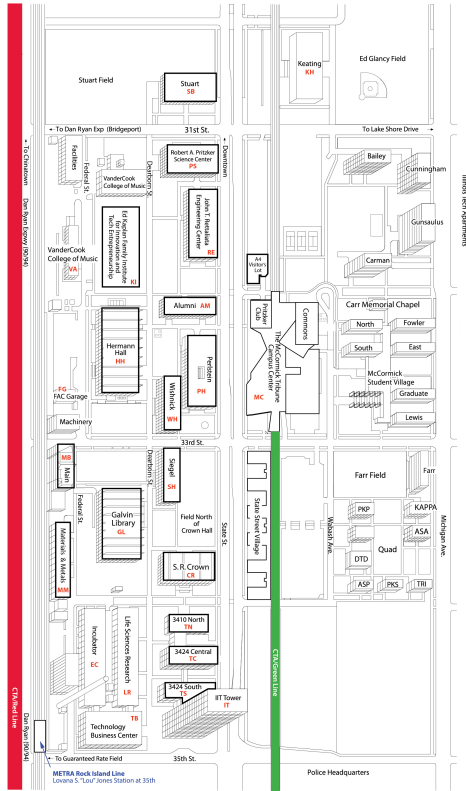 Stuart Field
Stuart
SB
Keating
KH
Ed Glancy Field
To Dan Ryan Exp (Bridgeport)
31st St.
To Lake Shore Drive
To Chinatown
Dan Ryan Expwy (90/94)
Facilities
Federal St.
VanderCook
College of Music
Dearborn St.
Robert A. Pritzker
Science Center
PS
Downtown
Bailey
Cunningham
Illinois Tech Apartments
Gunsaulus
Carman
VanderCook
College of Music
VA
Ed Kaplan Family Institute
for Innovation and
Tech Entrepreneurship
KI
John T. Rettaliata
Engineering Center
RE
A4
Visitor's
Lot
Alumni AM
Hermann
Hall
HH
Perlstein
PH
Wishnick
WH
Pritzker
Club
Commons
The McCormick Tribune
Campus Center
MC
Carr Memorial Chapel
North
Fowler
South
East
McCormick
Student Village
Graduate
Lewis
FG
FAC Garage
Machinery
33rd St.
MB
Main
Federal St.
Dearborn St.
Siegel
SH
Galvin
Library
GL
Field North
of
Crown Hall
State St.
State Street Village
Wabash Ave.
Farr Field
Farr
Michigan Ave.
PKP
KAPPA
ASA
Quad
DTD
ASP
PKS
TRI
Materials & Metals
MM
S. R. Crown
CR
Incubator
EC
Life Sciences Research
LR
3410 North
TN
3424 Central
TC
3424 South
TS
IIT Tower
IT
TB
Technology
Business Center
CTA/Green Line
CTA/Red Line
Dan Ryan (90/94)
To Guaranteed Rate Field
35th St.
Police Headquarters
METRA Rock Island Line
Lovana S. "Lou" Jones Station at 35th